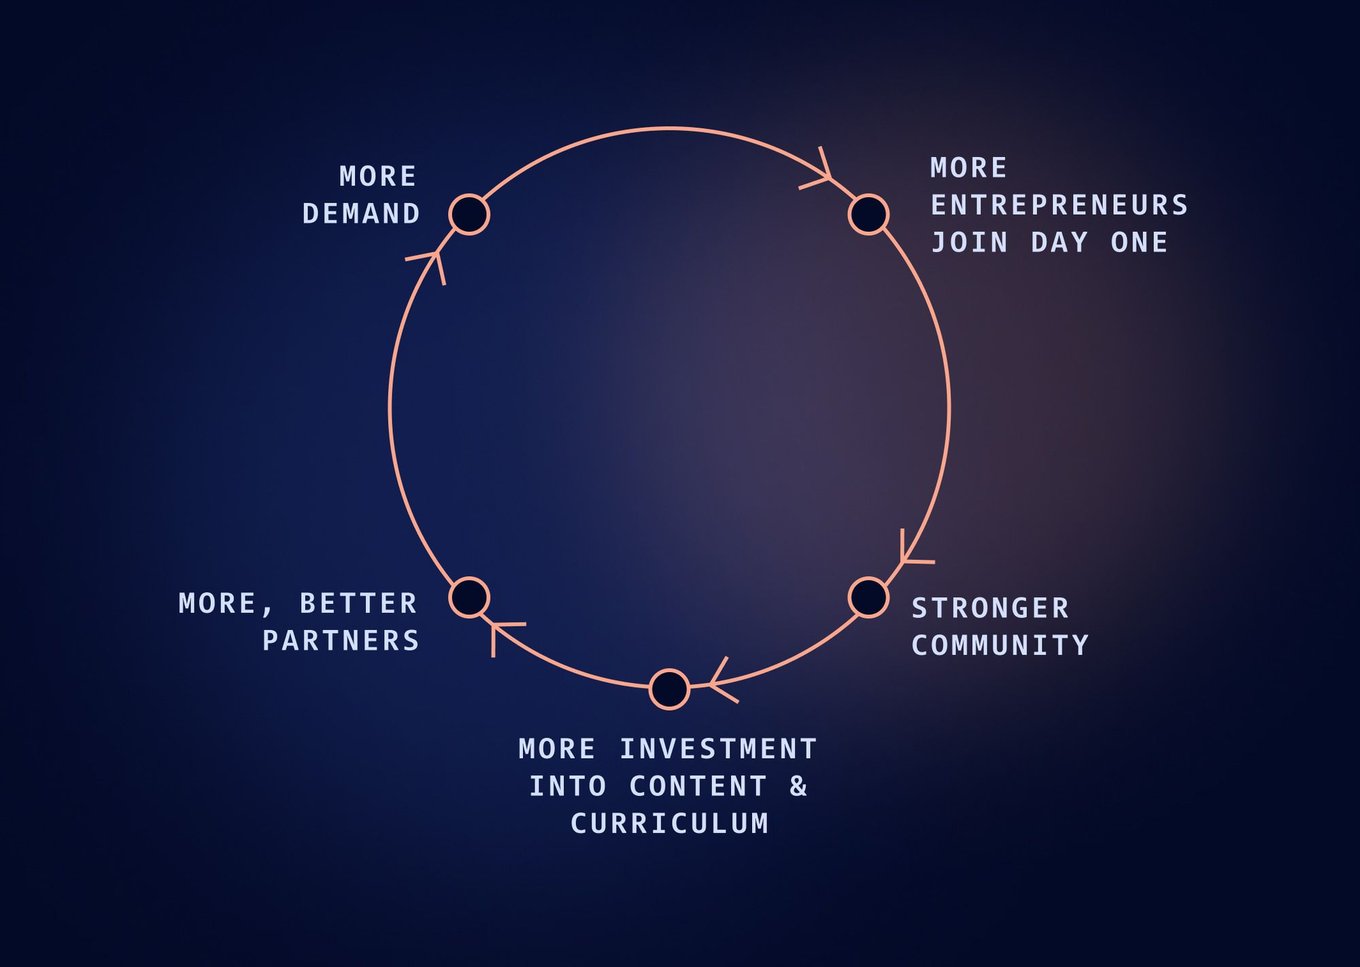 MORE
DEMAND
MORE
ENTREPRENEURS
JOIN DAY ONE
STRONGER
COMMUNITY
MORE INVESTMENT
INTO CONTENT &
CURRICULUM
MORE, BETTER
PARTNERS